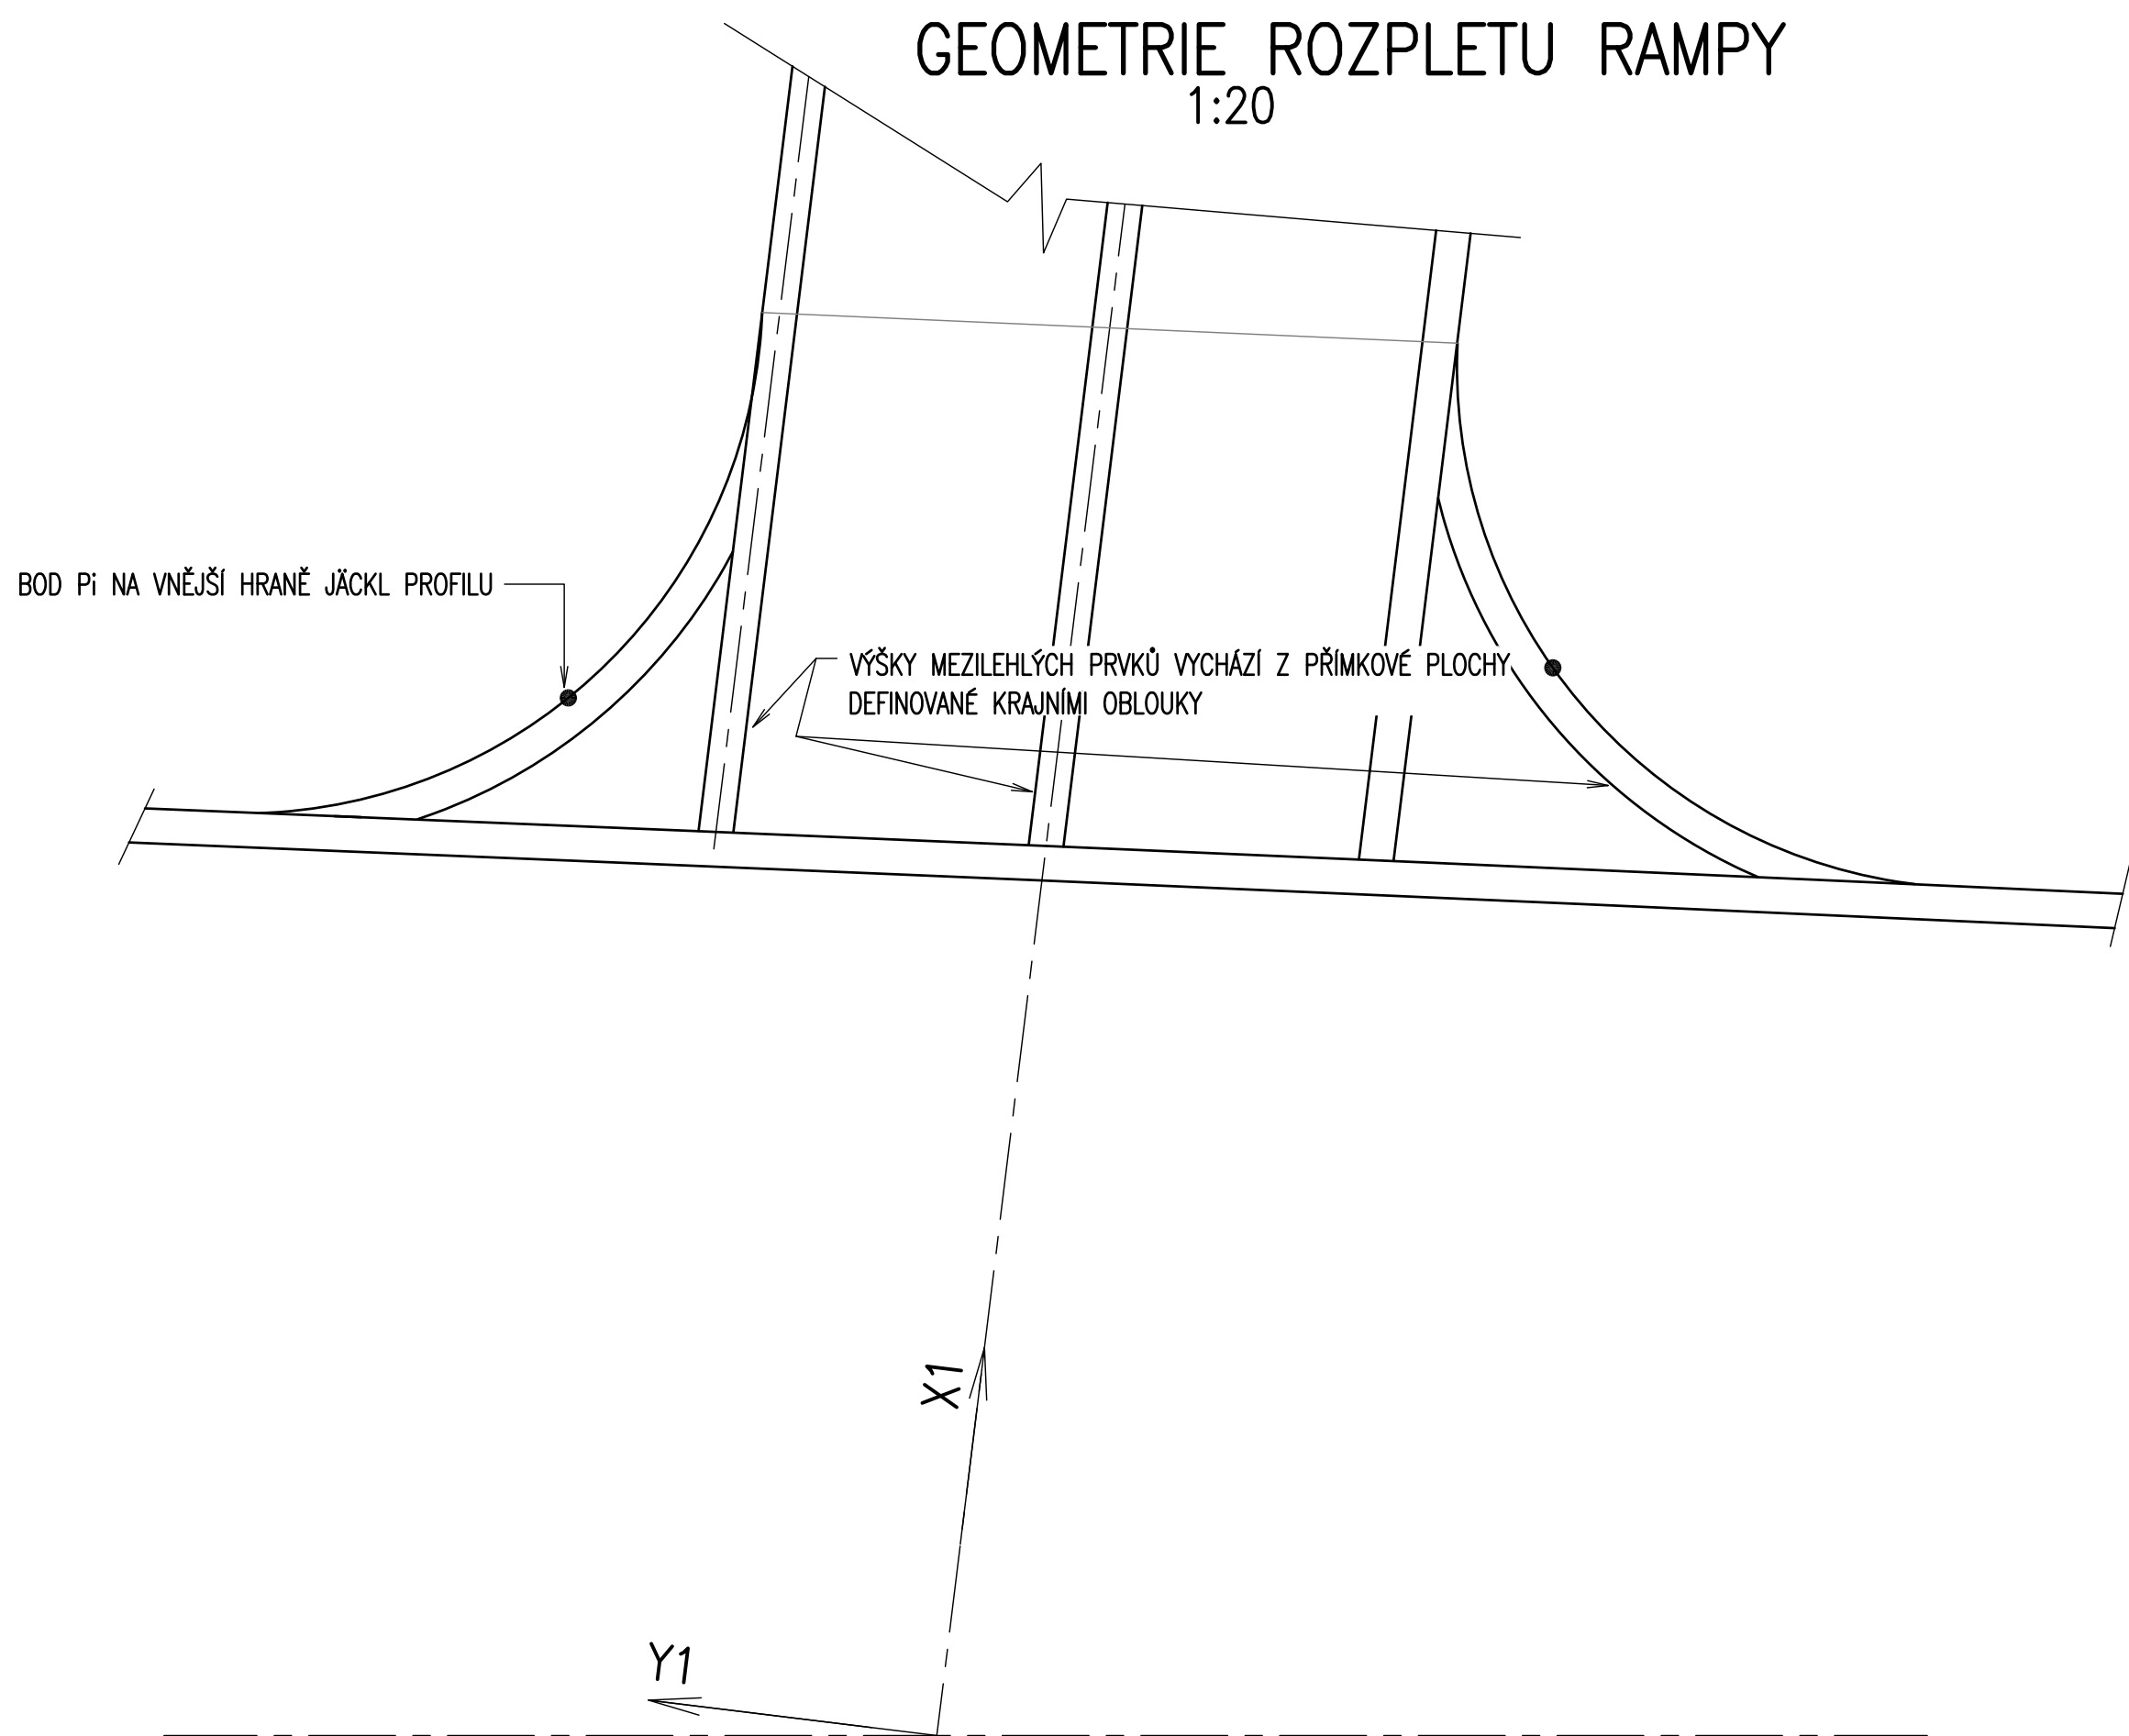 GEOMETRIE ROZPLETU RAMPY
1:20
BOD Pi NA VNĚJŠÍ HRANĚ JÄCKL PROFILU
VÝŠKY MEZILEHLÝCH PRVKŮ VYCHÁZÍ Z PŘÍMKOVÉ PLOCHY
DEFINOVANÉ KRAJNÍMI OBLOUKY
X1
Y1